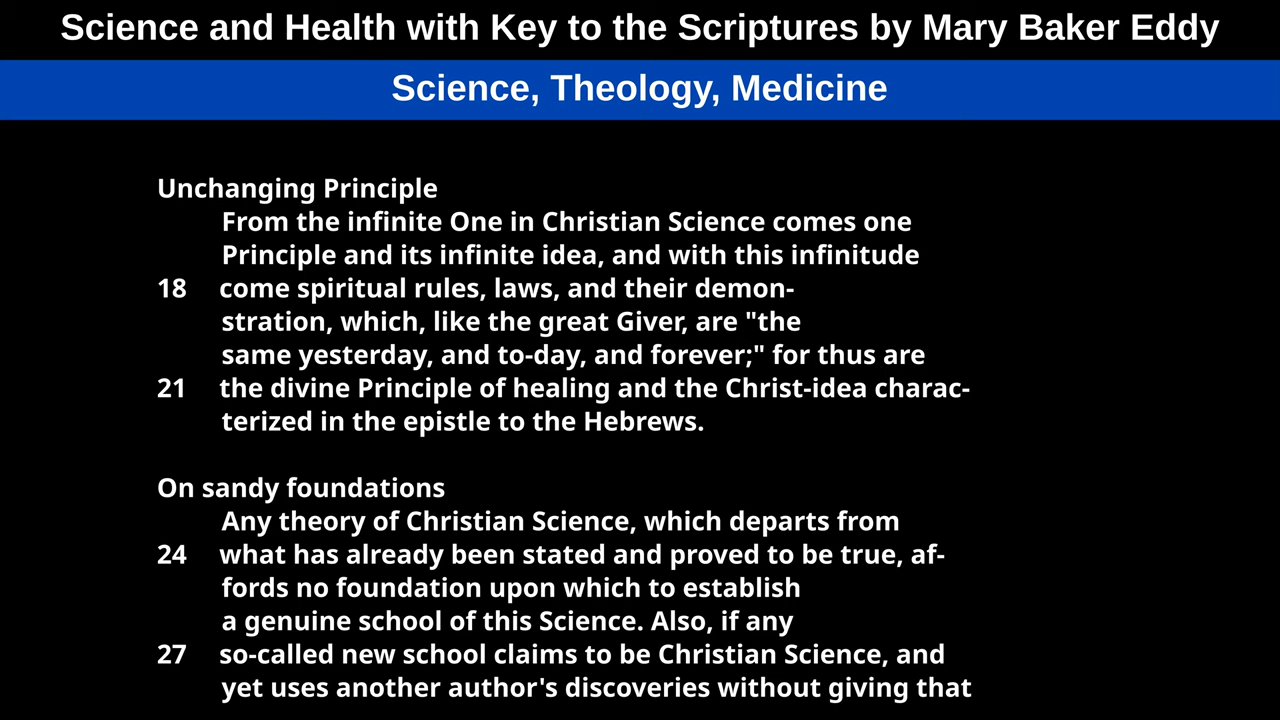 Science and Health with Key to the Scriptures by Mary Baker Eddy
Science, Theology, Medicine
Unchanging Principle
From the infinite One in Christian Science comes one
Principle and its infinite idea, and with this infinitude
18 come spiritual rules, laws, and their demon-
stration, which, like the great Giver, are "the
same yesterday, and to-day, and forever;" for thus are
21 the divine Principle of healing and the Christ-idea charac-
terized in the epistle to the Hebrews.
On sandy foundations
Any theory of Christian Science, which departs from
24 what has already been stated and proved to be true, af-
fords no foundation upon which to establish
a genuine school of this Science. Also, if any
27 so-called new school claims to be Christian Science, and
yet uses another author's discoveries without giving that